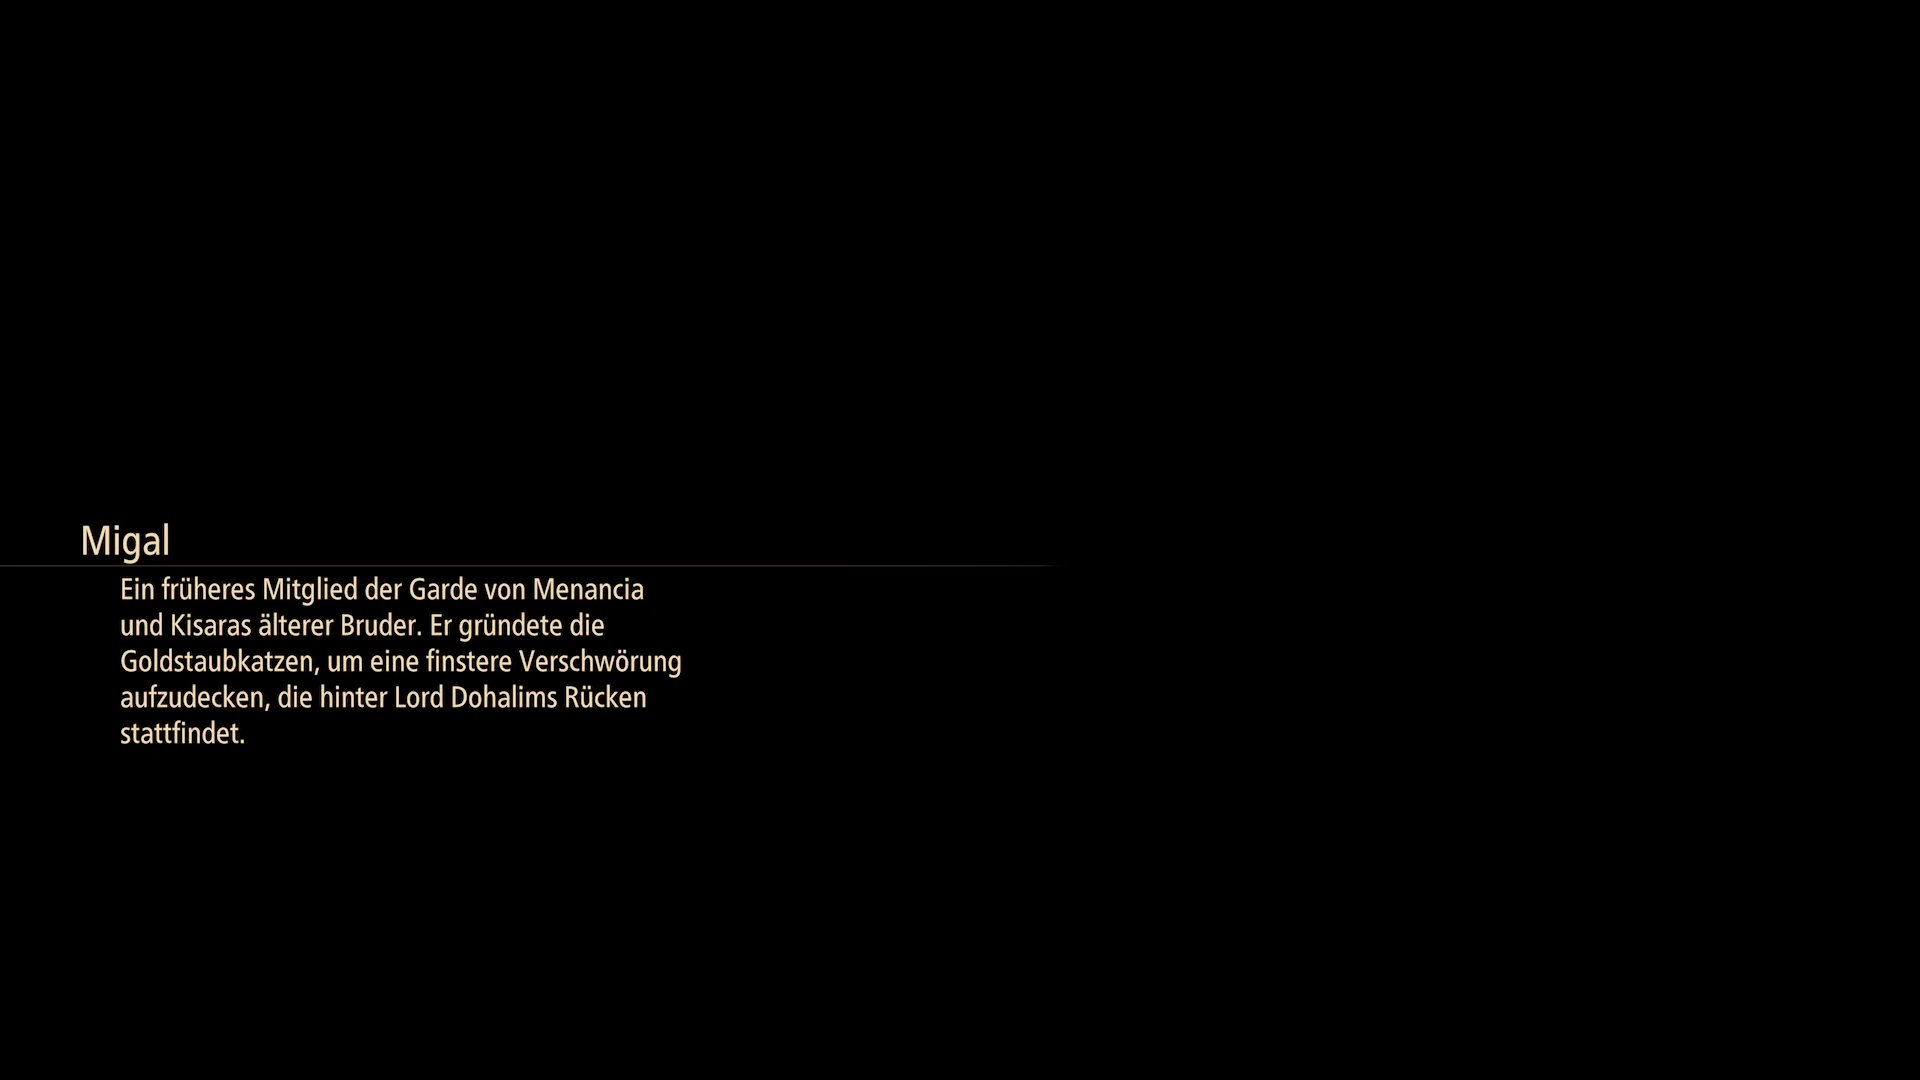 Migal
Ein früheres Mitglied der Garde von Menancia
und Kisaras älterer Bruder. Er gründete die
Goldstaubkatzen, um eine finstere Verschwörung
aufzudecken, die hinter Lord Dohalims Rücken
stattfindet.